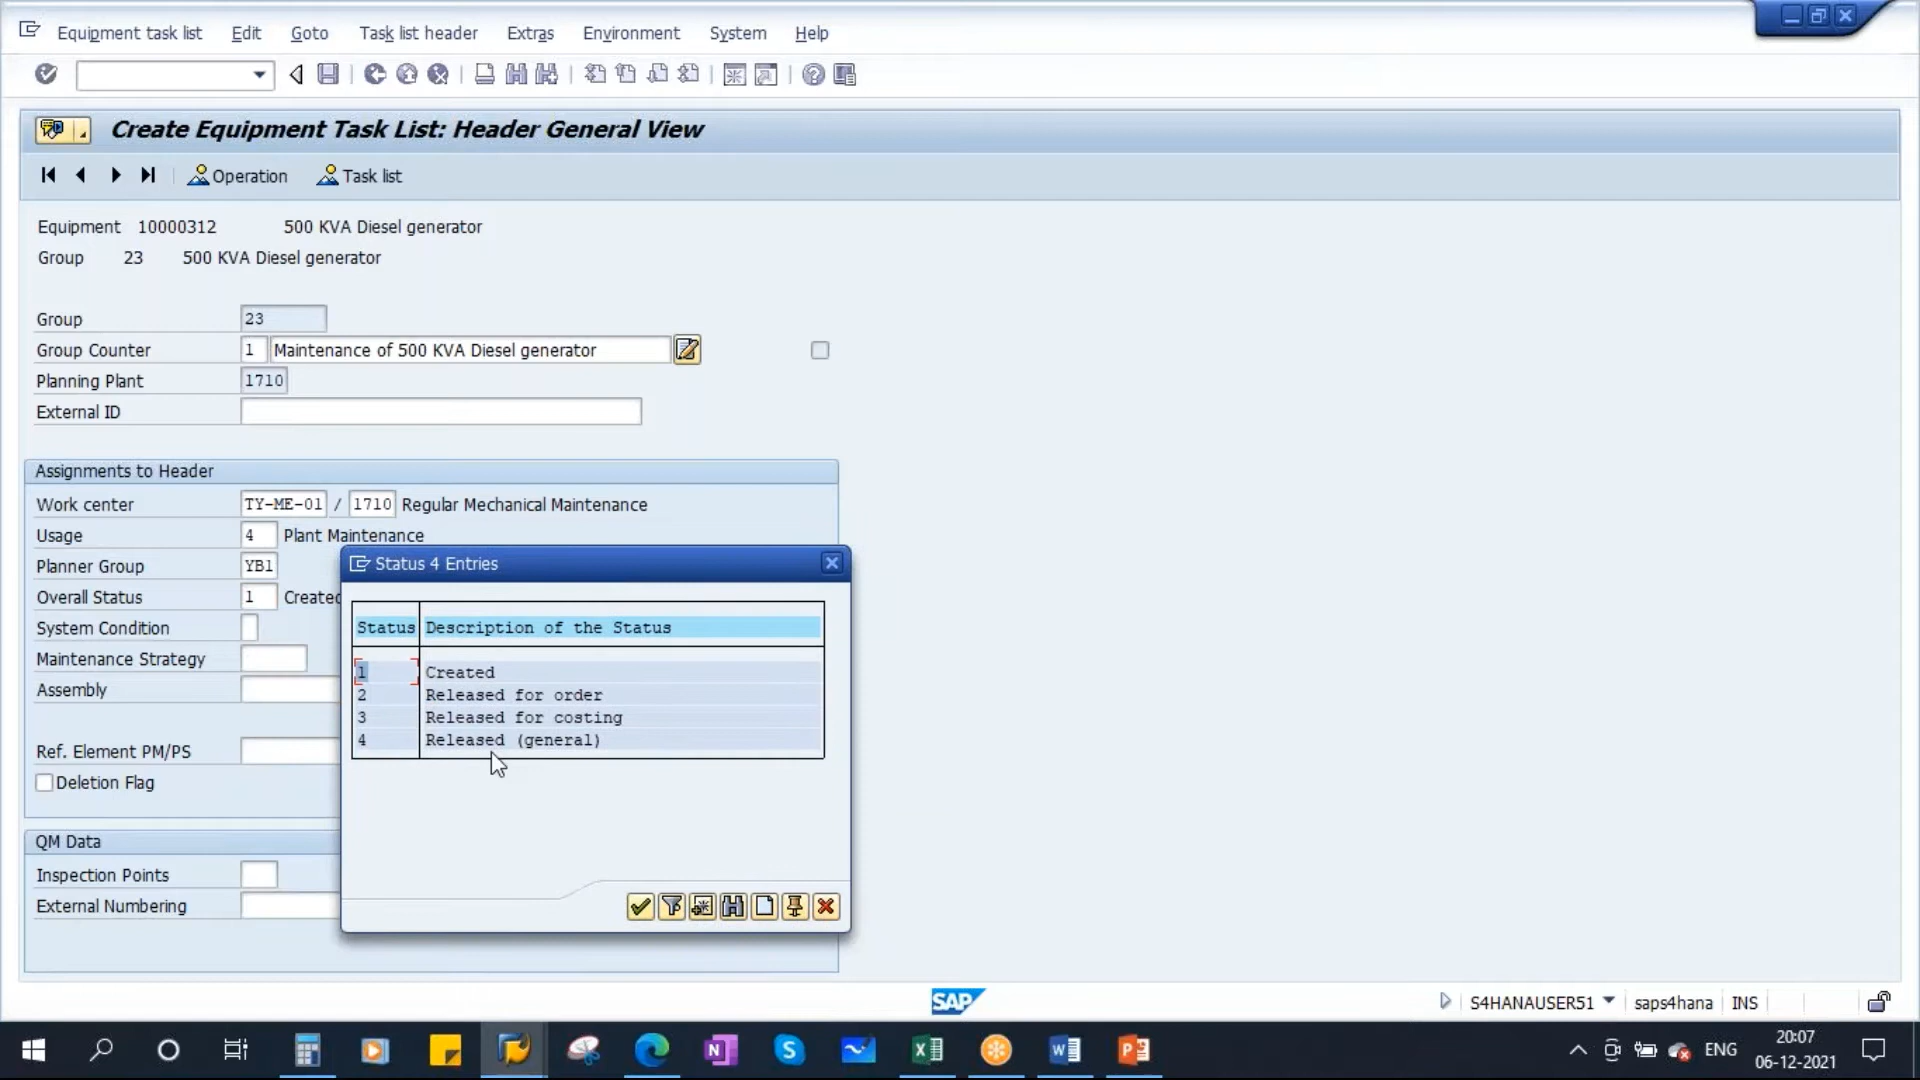 Equipment task list Edit Goto Task list header Extras Environment System Help
Create Equipment Task List: Header General View
Operation Task list
Equipment 10000312 500 KVA Diesel generator
Group 23 500 KVA Diesel generator
Group 23
Group Counter 1 Maintenance of 500 KVA Diesel generator
Planning Plant 1710
External ID
Assignments to Header
Work center TY-ME-01 / 1710 Regular Mechanical Maintenance
Usage 4 Plant Maintenance
Planner Group YB1
Overall Status 1 Created
System Condition
Maintenance Strategy
Assembly
Ref. Element PM/PS
Deletion Flag
QM Data
Inspection Points
External Numbering
Status 4 Entries
Status Description of the Status
1 Created
2 Released for order
3 Released for costing
4 Released (general)
SAP
S4HANAUSER51 saps4hana INS
ENG
20:07
06-12-2021